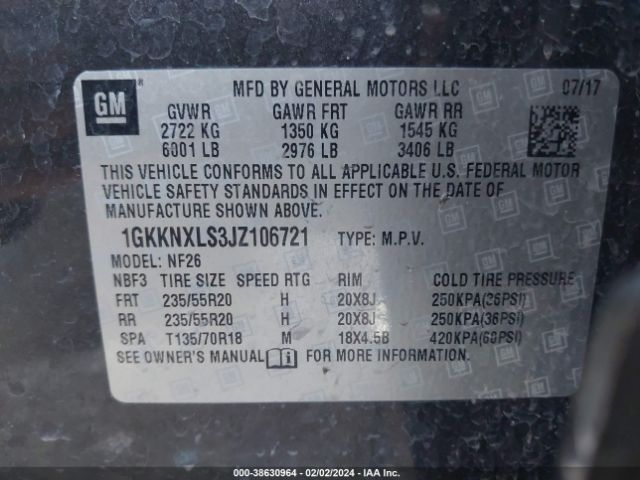 GM
MFD BY GENERAL MOTORS LLC 07/17
GVWR GAWR FRT GAWR RR
2722 KG 1350 KG 1545 KG
6001 LB 2976 LB 3406 LB
THIS VEHICLE CONFORMS TO ALL APPLICABLE U.S. FEDERAL MOTOR
VEHICLE SAFETY STANDARDS IN EFFECT ON THE DATE OF
MANUFACTURE SHOWN ABOVE.
1GKKNXLS3JZ106721 TYPE: M.P.V.
MODEL: NF26
NBF3 TIRE SIZE SPEED RTG RIM COLD TIRE PRESSURE
FRT 235/55R20 H 20X8J 250KPA(36PSI)
RR 235/55R20 H 20X8J 250KPA(36PSI)
SPA T135/70R18 M 18X4.5B 420KPA(60PSI)
SEE OWNER'S MANUAL FOR MORE INFORMATION.
000-38630964 - 02/02/2024 - IAA Inc.